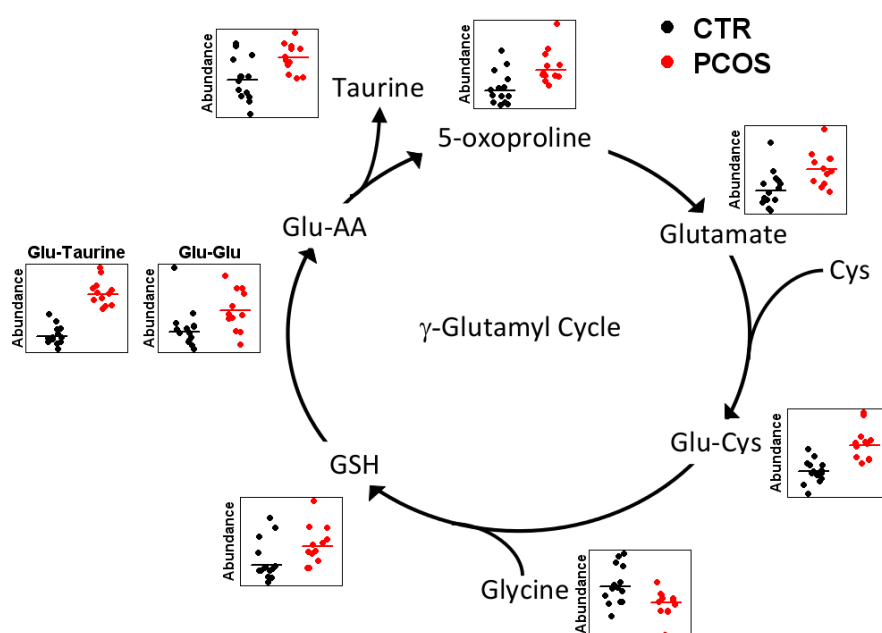 CTR
PCOS
Abundance
Taurine
Abundance
5-oxoproline
Abundance
Glu-AA
Glutamate
Glu-Taurine
Glu-Glu
Abundance
Abundance
Cys
γ-Glutamyl Cycle
Glu-Cys
Abundance
GSH
Abundance
Glycine
Abundance